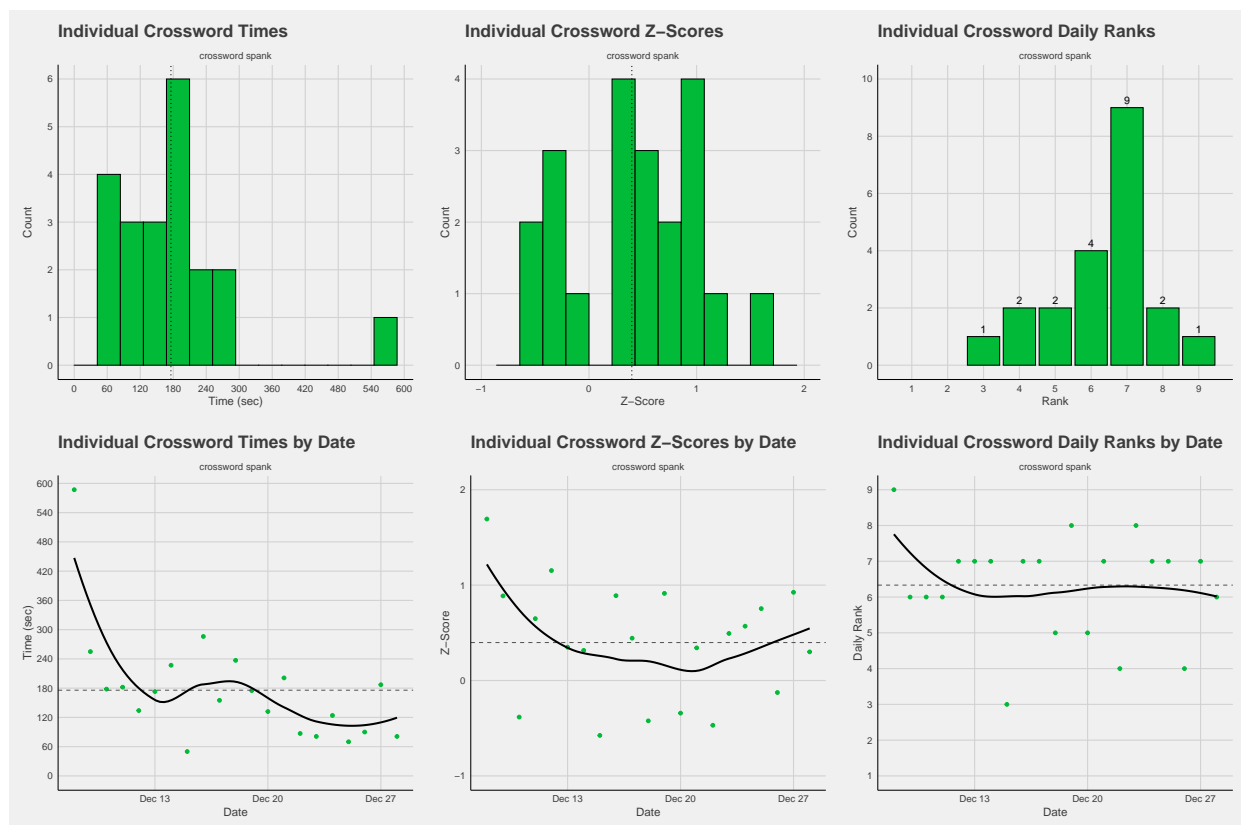 Individual Crossword Times
crossword spank
Count
6
5
4
3
2
1
0
0 60 120 180 240 300 360 420 480 540 600
Time (sec)
Individual Crossword Z−Scores
crossword spank
Count
4
3
2
1
0
−1 0 1 2
Z−Score
Individual Crossword Daily Ranks
crossword spank
Count
10
8
6
4
2
0
1 2 2 4 9 2 1
1 2 3 4 5 6 7 8 9
Rank
Individual Crossword Times by Date
crossword spank
Time (sec)
600
540
480
420
360
300
240
180
120
60
0
Dec 13 Dec 20 Dec 27
Date
Individual Crossword Z−Scores by Date
crossword spank
Z−Score
2
1
0
−1
Dec 13 Dec 20 Dec 27
Date
Individual Crossword Daily Ranks by Date
crossword spank
Daily Rank
9
8
7
6
5
4
3
2
1
Dec 13 Dec 20 Dec 27
Date